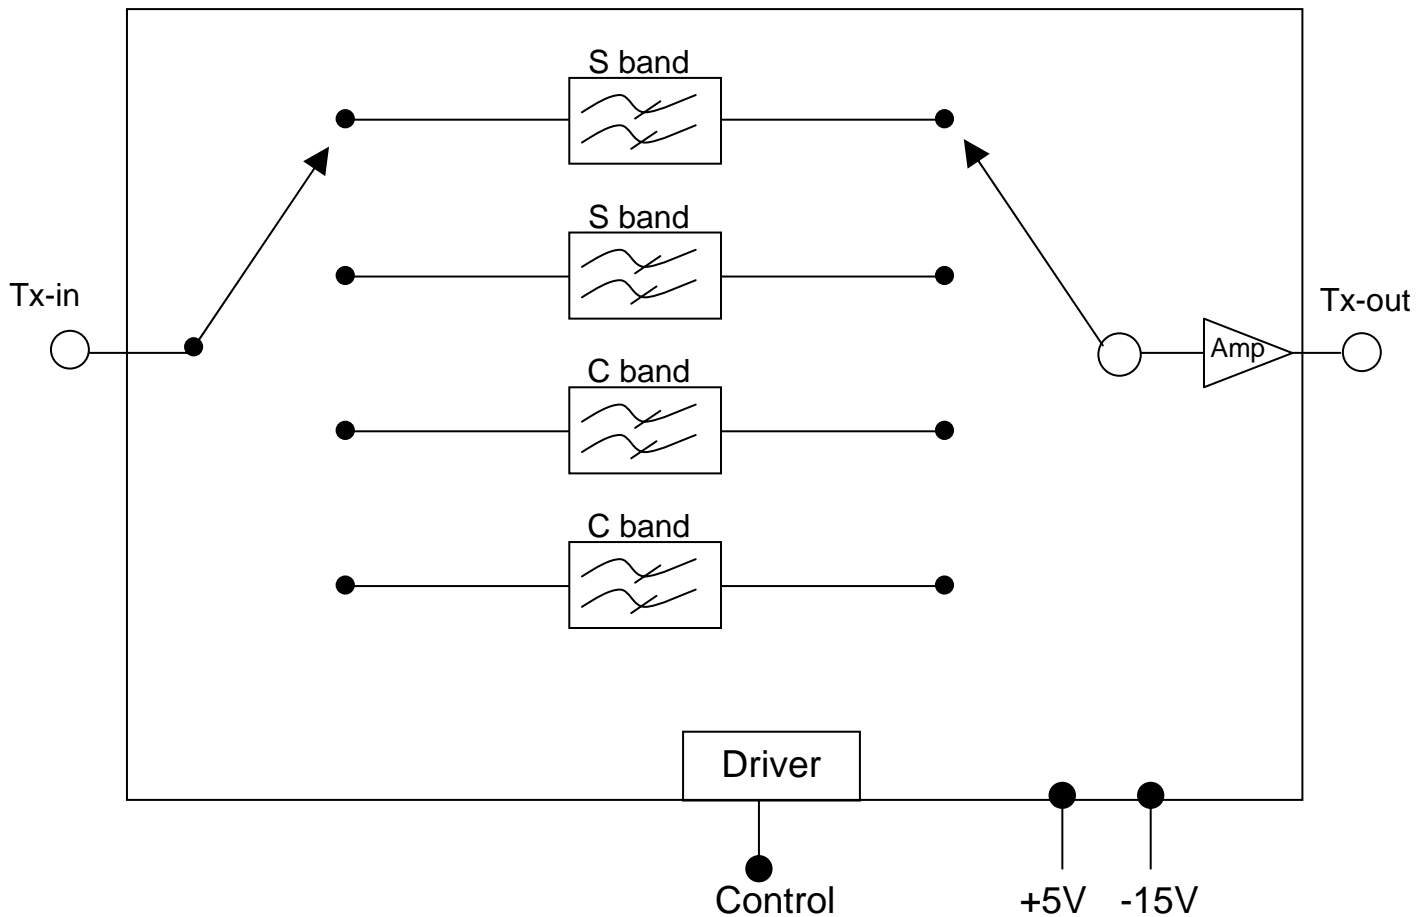 S band
S band
Tx-in
Tx-out
Amp
C band
C band
Driver
Control
+5V
-15V